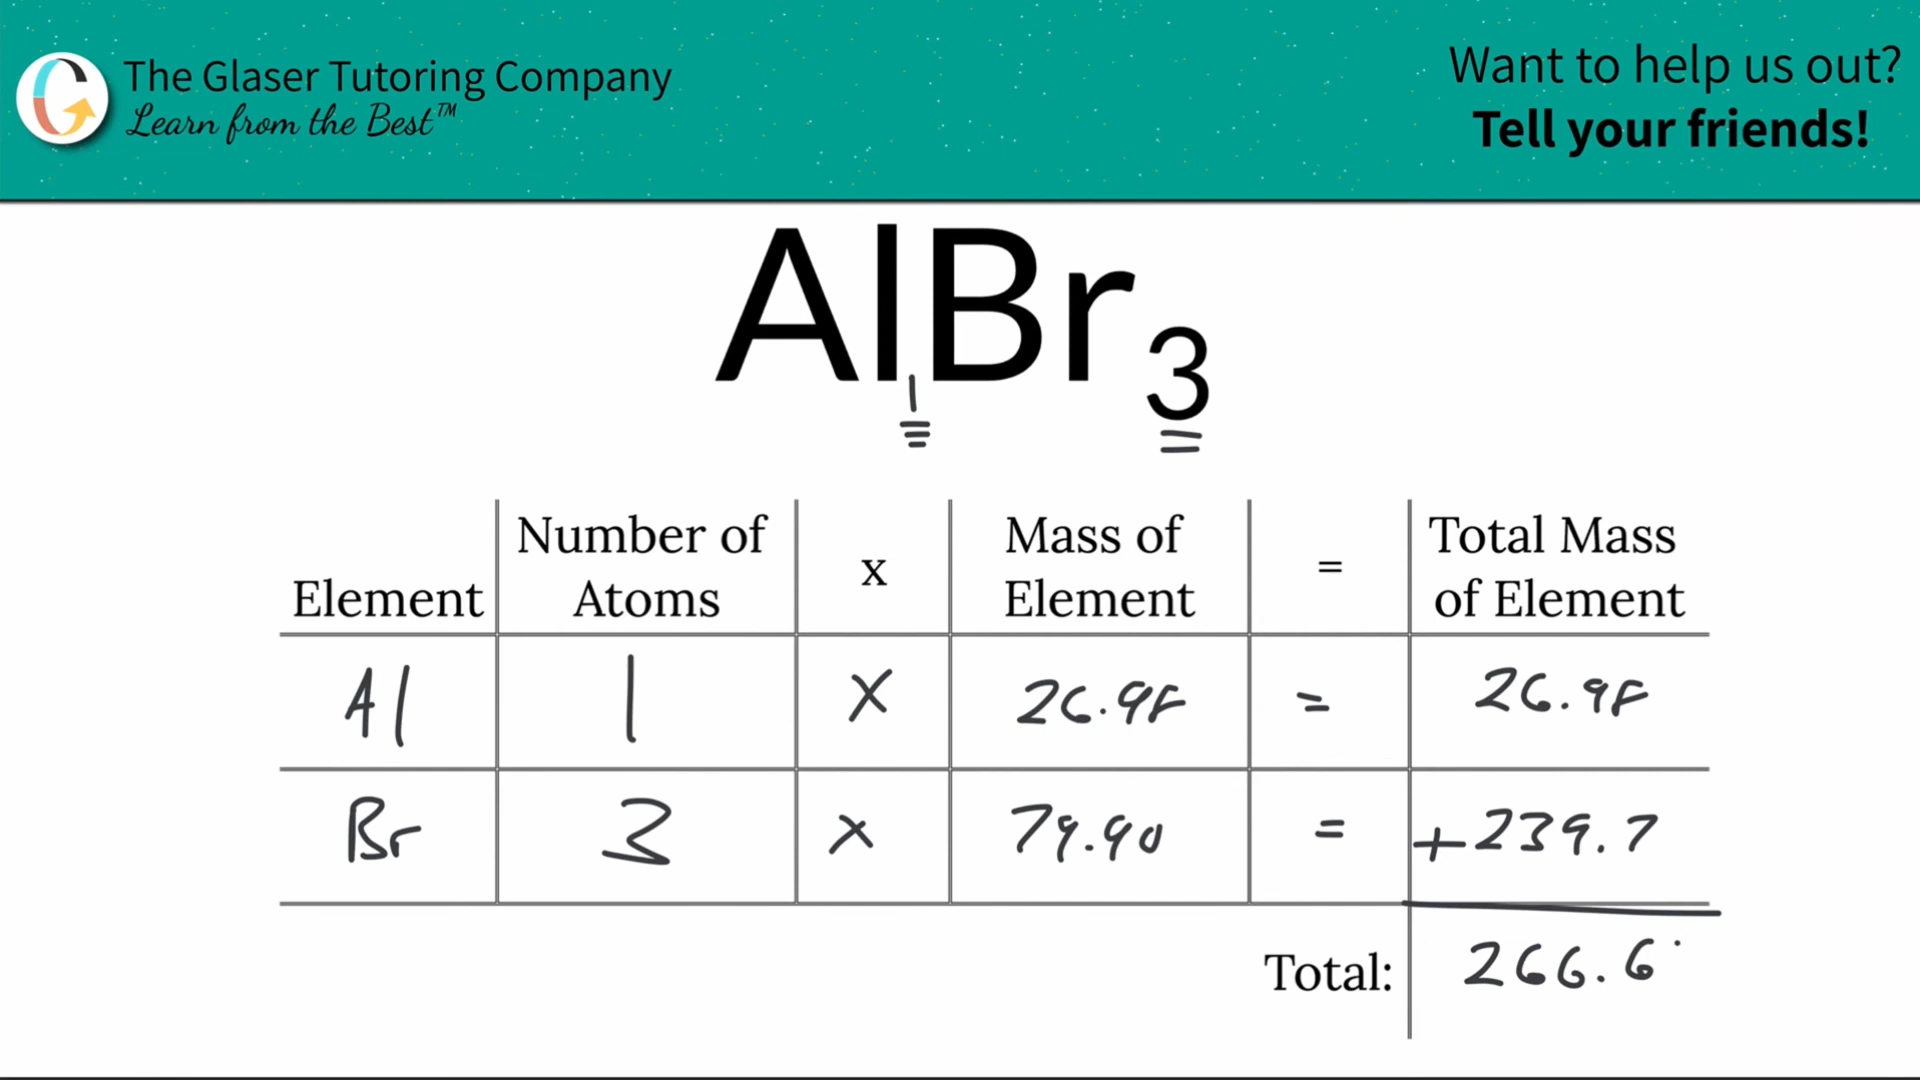 The Glaser Tutoring Company
Learn from the Best™
Want to help us out?
Tell your friends!
AlBr3
1
Element Number of Atoms x Mass of Element = Total Mass of Element
Al 1 x 26.98 = 26.98
Br 3 x 79.90 = +239.7
Total: 266.6